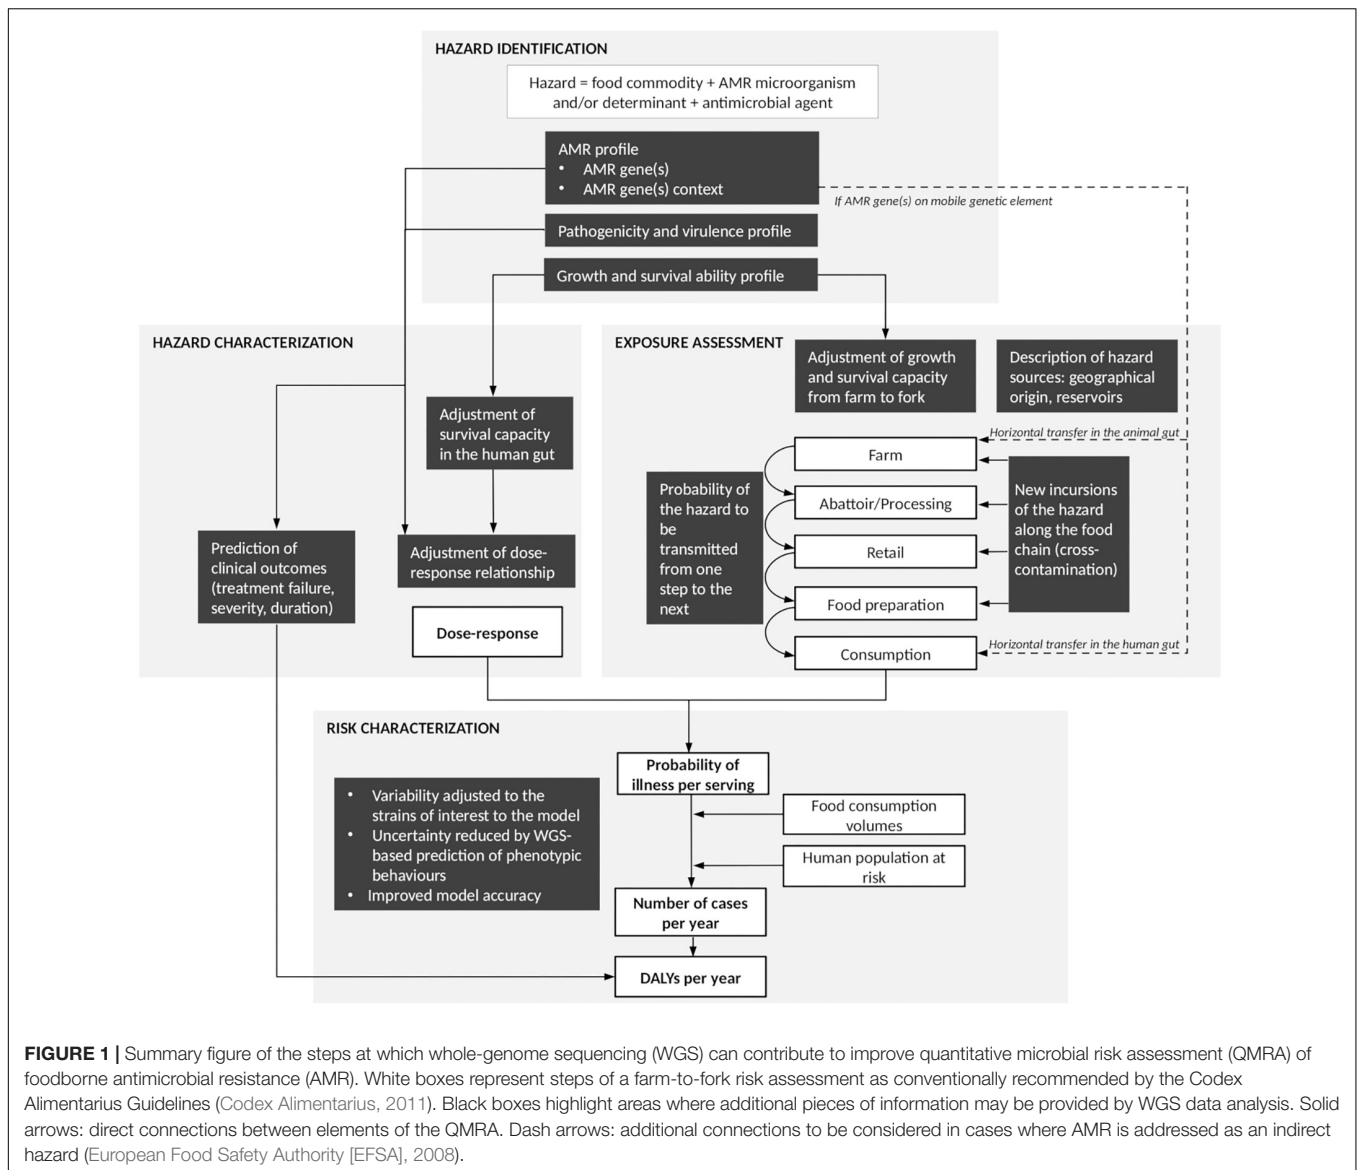 HAZARD IDENTIFICATION
Hazard = food commodity + AMR microorganism
and/or determinant + antimicrobial agent
AMR profile
• AMR gene(s)
• AMR gene(s) context
If AMR gene(s) on mobile genetic element
Pathogenicity and virulence profile
Growth and survival ability profile
HAZARD CHARACTERIZATION
Adjustment of
survival capacity
in the human gut
Prediction of
clinical outcomes
(treatment failure,
severity, duration)
Adjustment of dose-
response relationship
Dose-response
EXPOSURE ASSESSMENT
Adjustment of growth
and survival capacity
from farm to fork
Description of hazard
sources: geographical
origin, reservoirs
Horizontal transfer in the animal gut
Farm
Abattoir/Processing
Retail
Food preparation
Consumption
Probability of
the hazard to
be
transmitted
from one
step to the
next
New incursions
of the hazard
along the food
chain (cross-
contamination)
Horizontal transfer in the human gut
RISK CHARACTERIZATION
Probability of
illness per serving
• Variability adjusted to the
strains of interest to the model
• Uncertainty reduced by WGS-
based prediction of phenotypic
behaviours
• Improved model accuracy
Food consumption
volumes
Human population at
risk
Number of cases
per year
DALYs per year
FIGURE 1 | Summary figure of the steps at which whole-genome sequencing (WGS) can contribute to improve quantitative microbial risk assessment (QMRA) of
foodborne antimicrobial resistance (AMR). White boxes represent steps of a farm-to-fork risk assessment as conventionally recommended by the Codex
Alimentarius Guidelines (Codex Alimentarius, 2011). Black boxes highlight areas where additional pieces of information may be provided by WGS data analysis. Solid
arrows: direct connections between elements of the QMRA. Dash arrows: additional connections to be considered in cases where AMR is addressed as an indirect
hazard (European Food Safety Authority [EFSA], 2008).